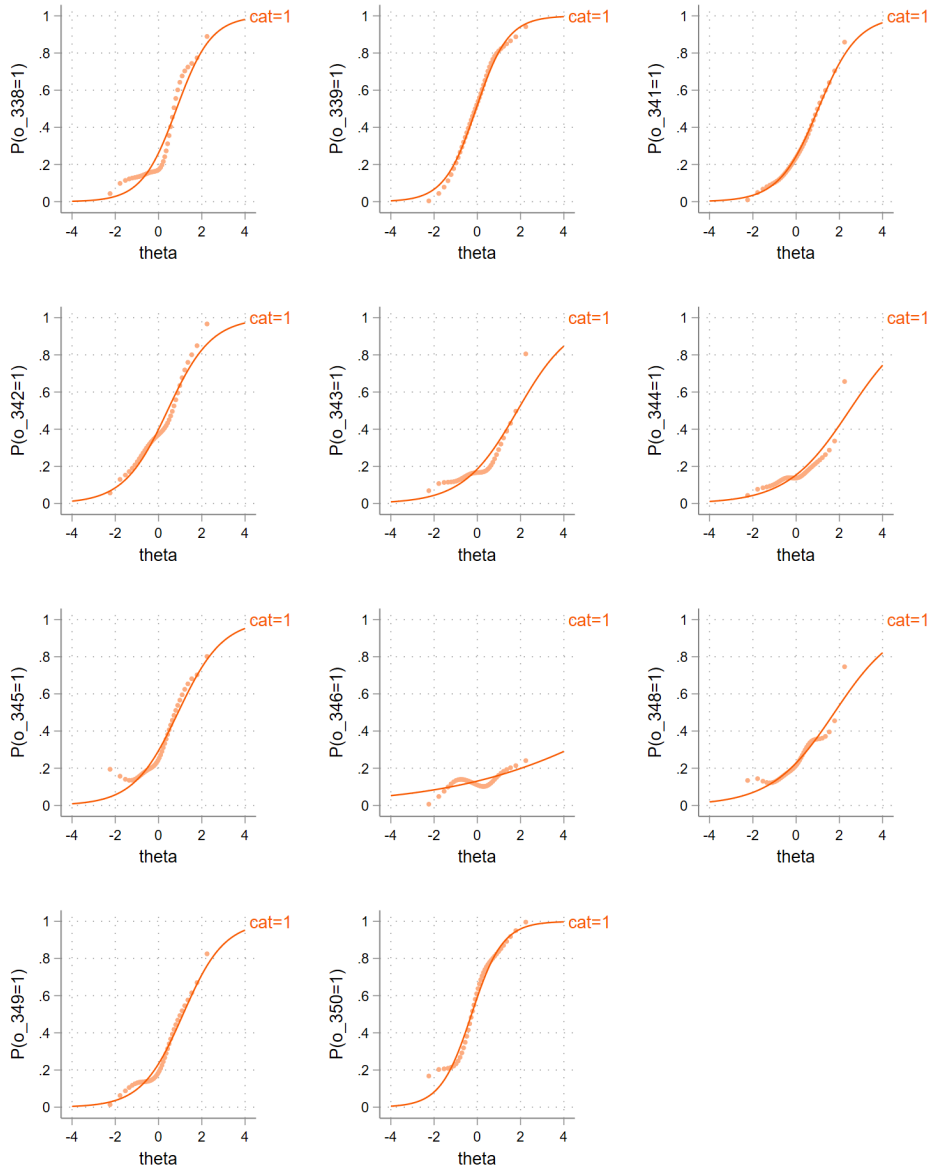 1 cat=1
.8
.6
.4
.2
0
P(o_338=1)
-4 -2 0 2 4
theta
1 cat=1
.8
.6
.4
.2
0
P(o_339=1)
-4 -2 0 2 4
theta
1 cat=1
.8
.6
.4
.2
0
P(o_341=1)
-4 -2 0 2 4
theta
1 cat=1
.8
.6
.4
.2
0
P(o_342=1)
-4 -2 0 2 4
theta
1 cat=1
.8
.6
.4
.2
0
P(o_343=1)
-4 -2 0 2 4
theta
1 cat=1
.8
.6
.4
.2
0
P(o_344=1)
-4 -2 0 2 4
theta
1 cat=1
.8
.6
.4
.2
0
P(o_345=1)
-4 -2 0 2 4
theta
1 cat=1
.8
.6
.4
.2
0
P(o_346=1)
-4 -2 0 2 4
theta
1 cat=1
.8
.6
.4
.2
0
P(o_348=1)
-4 -2 0 2 4
theta
1 cat=1
.8
.6
.4
.2
0
P(o_349=1)
-4 -2 0 2 4
theta
1 cat=1
.8
.6
.4
.2
0
P(o_350=1)
-4 -2 0 2 4
theta